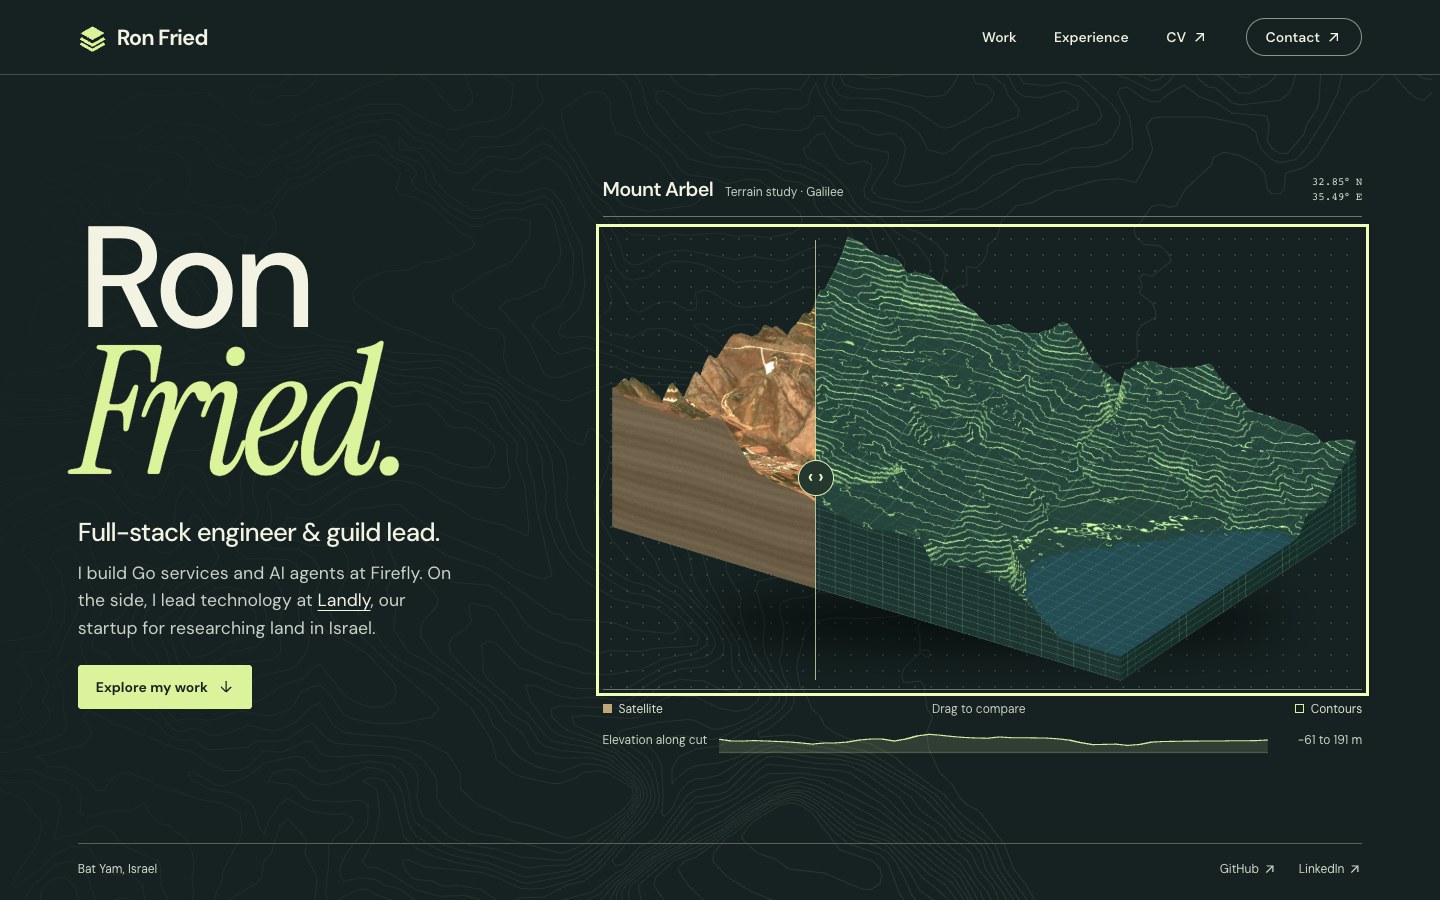 Ron Fried
Work
Experience
CV
Contact
Mount Arbel
Terrain study · Galilee
32.85° N
35.49° E
Ron
Fried.
Full-stack engineer & guild lead.
I build Go services and AI agents at Firefly. On
the side, I lead technology at Landly, our
startup for researching land in Israel.
Explore my work
Satellite
Drag to compare
Contours
Elevation along cut
-61 to 191 m
Bat Yam, Israel
GitHub
LinkedIn